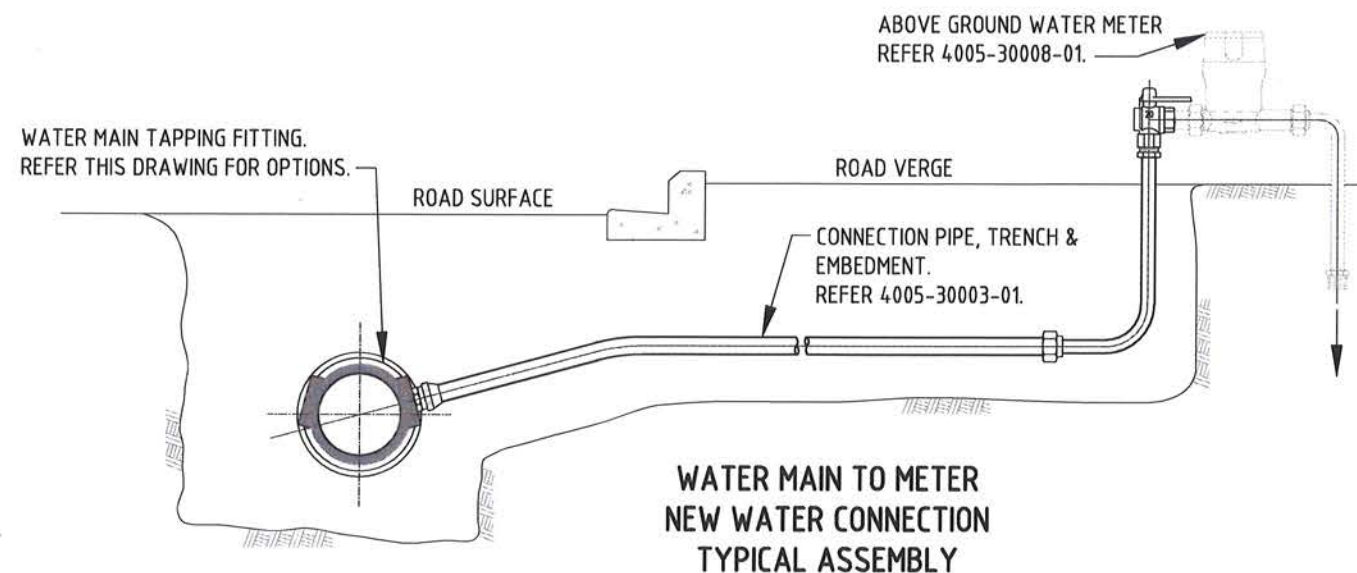 ABOVE GROUND WATER METER
REFER 4005-30008-01.
WATER MAIN TAPPING FITTING.
REFER THIS DRAWING FOR OPTIONS.
ROAD SURFACE
ROAD VERGE
20
CONNECTION PIPE, TRENCH &
EMBEDMENT.
REFER 4005-30003-01.
WATER MAIN TO METER
NEW WATER CONNECTION
TYPICAL ASSEMBLY